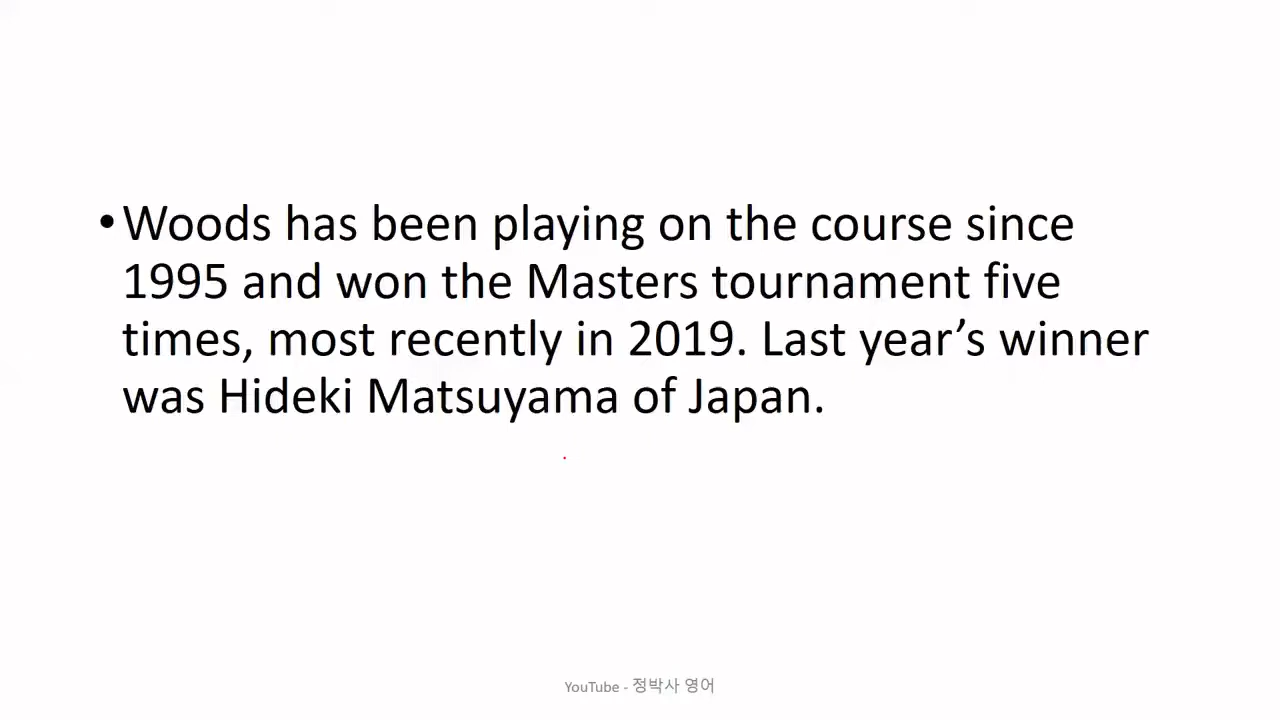 •Woods has been playing on the course since
1995 and won the Masters tournament five
times, most recently in 2019. Last year’s winner
was Hideki Matsuyama of Japan.
YouTube - 정박사 영어